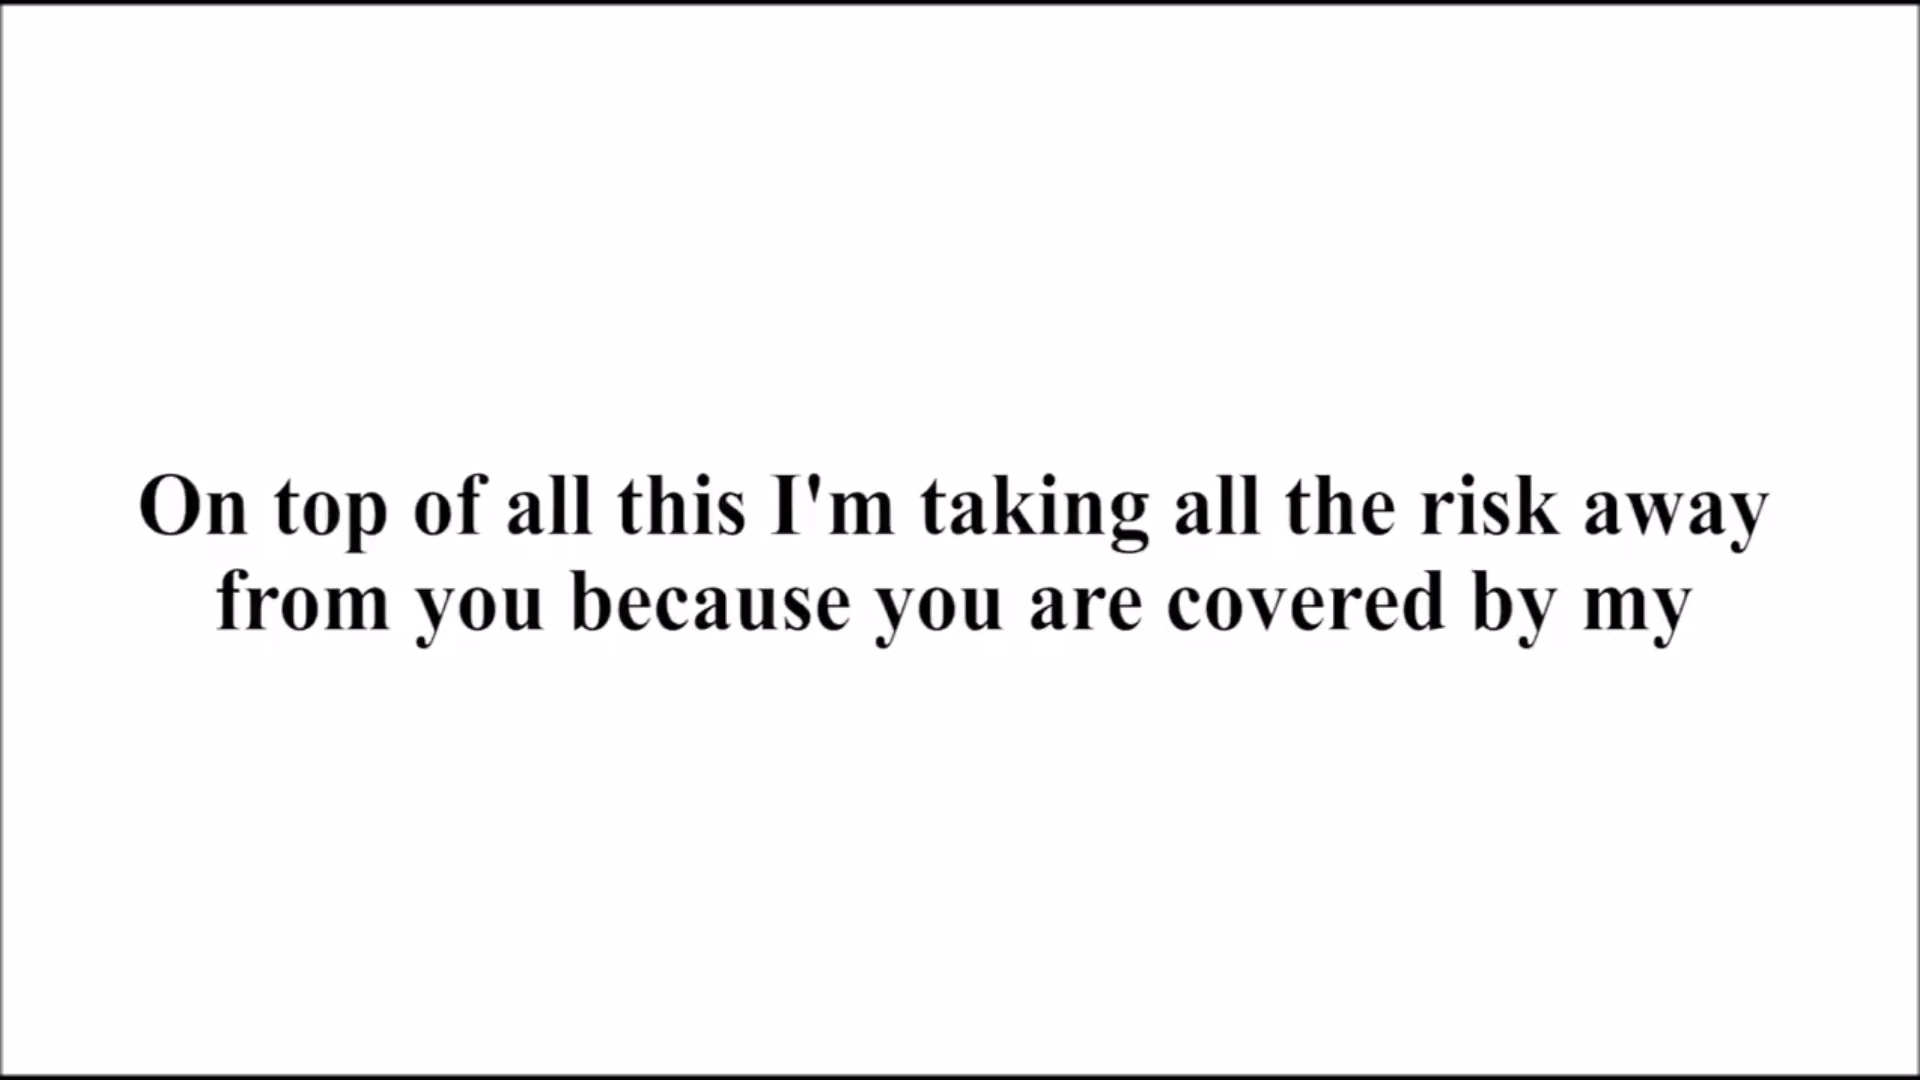 On top of all this I'm taking all the risk away
from you because you are covered by my